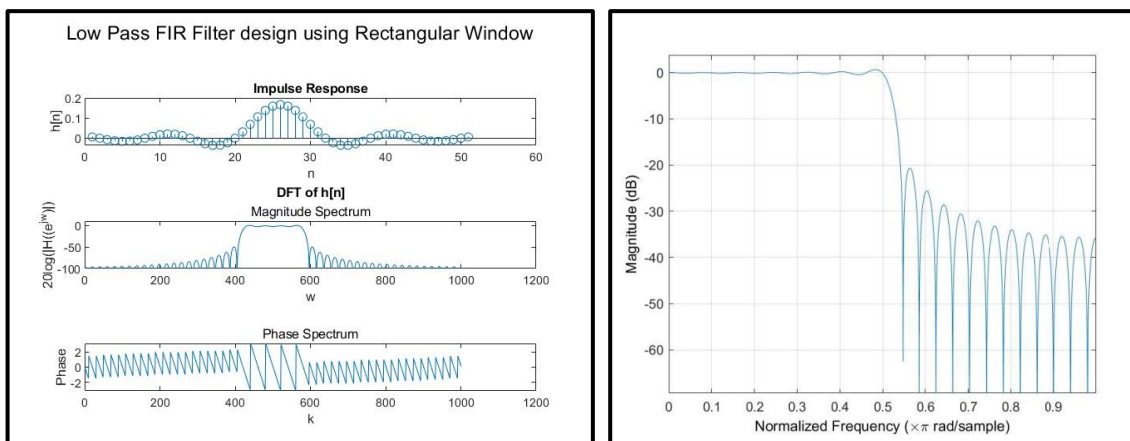 Low Pass FIR Filter design using Rectangular Window
Impulse Response
h[n]
0.2
0.1
0
0 10 20 30 40 50 60
n
DFT of h[n]
Magnitude Spectrum
20log(|H((e^jw)|)
0
-50
-100
0 200 400 600 800 1000 1200
w
Phase Spectrum
Phase
2
0
-2
0 200 400 600 800 1000 1200
k
Magnitude (dB)
0
-10
-20
-30
-40
-50
-60
0 0.1 0.2 0.3 0.4 0.5 0.6 0.7 0.8 0.9
Normalized Frequency (×π rad/sample)